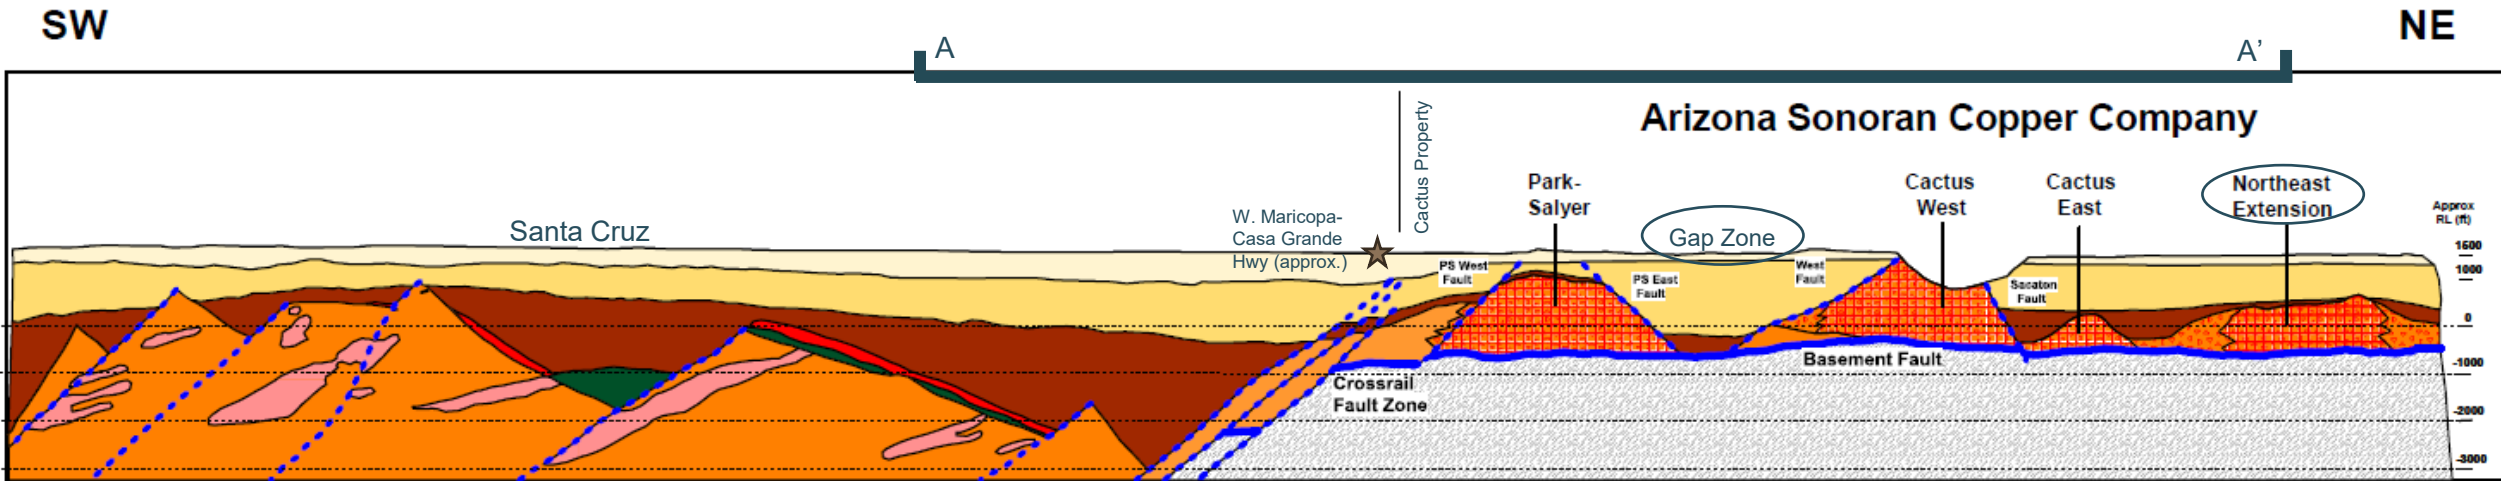 SW
NE
A
A’
Arizona Sonoran Copper Company
Cactus Property
Santa Cruz
W. Maricopa-
Casa Grande
Hwy (approx.)
Park-
Salyer
Gap Zone
Cactus
West
Cactus
East
Northeast
Extension
Approx
RL (ft)
1500
1000
0
-1000
-2000
-3000
PS West
Fault
PS East
Fault
West
Fault
Sacaton
Fault
Basement Fault
Crossrail
Fault Zone